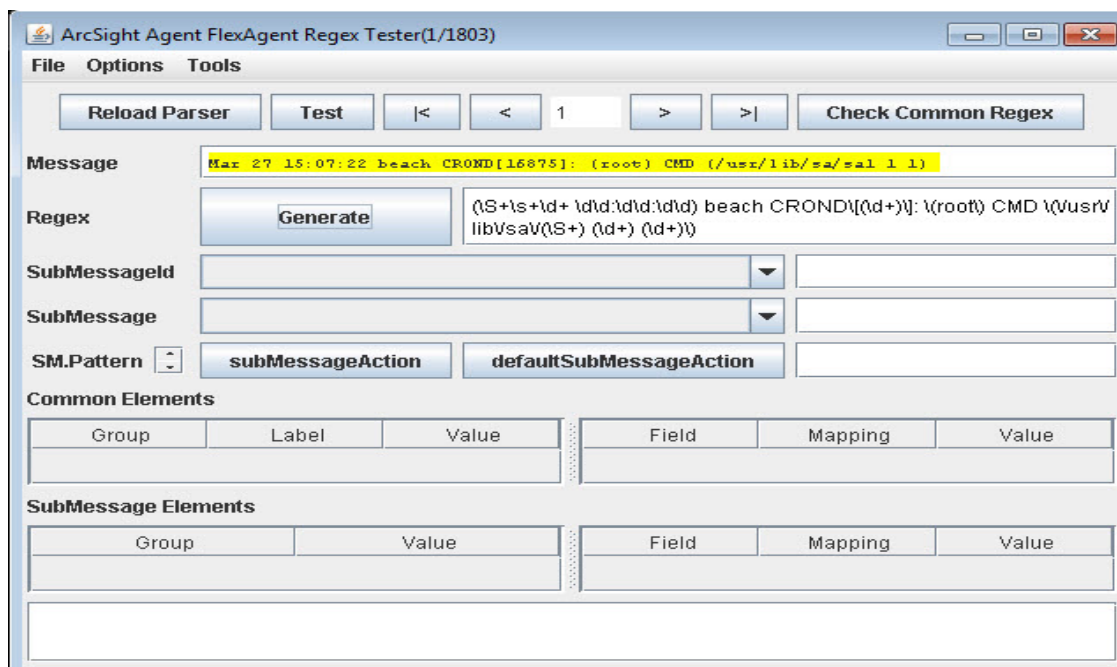 ArcSight Agent FlexAgent Regex Tester(1/1803)
File Options Tools
Reload Parser Test |< < 1 > >| Check Common Regex
Message Mar 27 15:07:22 beach CROND[16875]: (root) CMD (/usr/lib/sa/sa1 1 1)
Regex Generate (\S+\s+\d+ \d\d:\d\d:\d\d) beach CROND\[(\d+)\]: \(root\) CMD \(\/usr\/
lib\/sa\/(\S+) (\d+) (\d+)\)
SubMessageId
SubMessage
SM.Pattern subMessageAction defaultSubMessageAction
Common Elements
Group Label Value Field Mapping Value
SubMessage Elements
Group Value Field Mapping Value